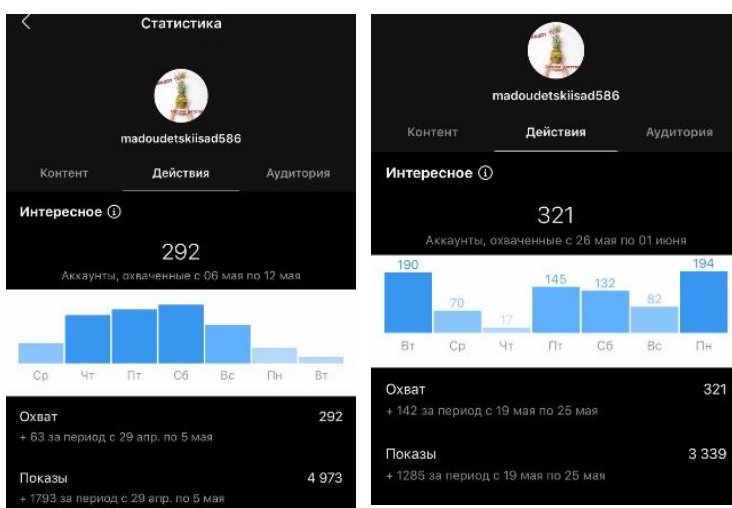 Статистика
madoudetskiisad586
Контент Действия Аудитория
Интересное
292
Аккаунты, охваченные с 06 мая по 12 мая
Ср Чт Пт Сб Вс Пн Вт
Охват 292
+ 63 за период с 29 апр. по 5 мая
Показы 4 973
+ 1793 за период с 29 апр. по 5 мая
madoudetskiisad586
Контент Действия Аудитория
Интересное
321
Аккаунты, охваченные с 26 мая по 01 июня
190 70 17 145 132 82 194
Вт Ср Чт Пт Сб Вс Пн
Охват 321
+ 142 за период с 19 мая по 25 мая
Показы 3 339
+ 1285 за период с 19 мая по 25 мая